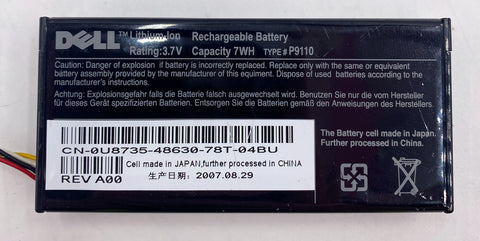 DELL™ Lithium-Ion Rechargeable Battery
Rating:3.7V Capacity 7WH TYPE# P9110
Caution: Danger of explosion if battery is incorrectly replaced. Replace only with the same or equivalent
battery assembly provided by the manufacturer of this equiment. Dispose of used batteries according to the
manufacturer's instructions.
Achtung: Explosionsgefahr falls die Batterie falsch ausgewechselt wird. Benutzen Sie nur die vom Hersteller
für dieses Gerät spezifizierten Batterien. Entsorgen Sie Batterien gemäß den Anweisungen des Herstellers.
CN-0U8735-48630-78T-04BU
Cell made in JAPAN,further processed in CHINA
REV A00 生产日期：2007.08.29
The Battery cell made in Japan.
Further processed in China.